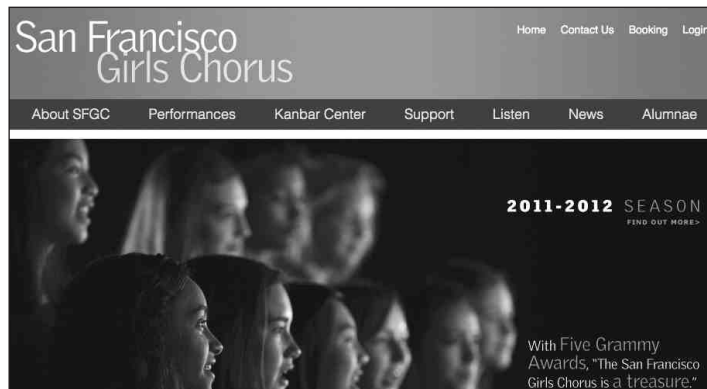 San Francisco
Girls Chorus
Home Contact Us Booking Login
About SFGC Performances Kanbar Center Support Listen News Alumnae
2011-2012 SEASON
FIND OUT MORE>
With Five Grammy
Awards, "The San Francisco
Girls Chorus is a treasure."